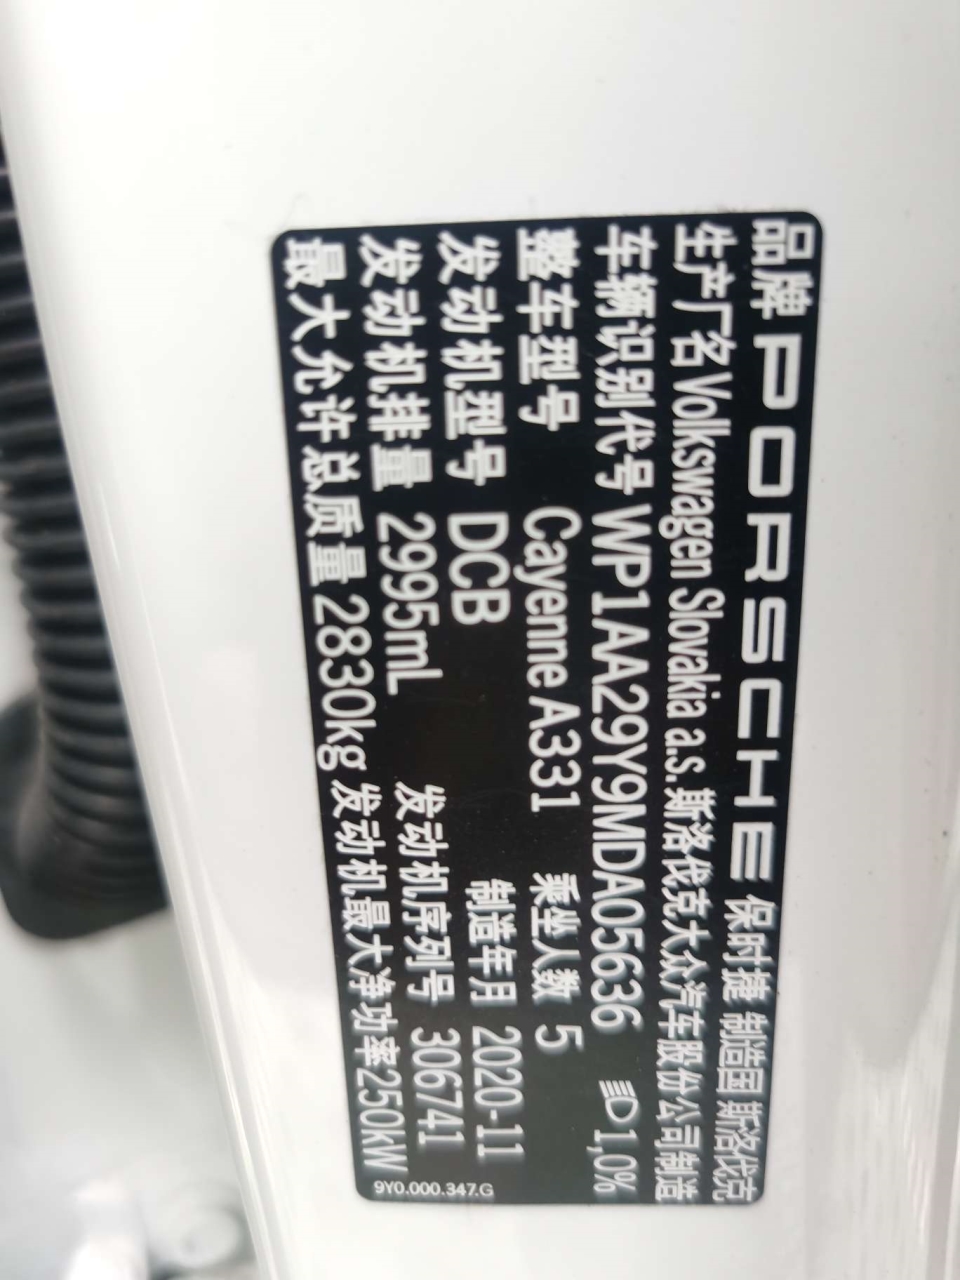 品牌 PORSCHE 保时捷 制造国 斯洛伐克
生产厂名 Volkswagen Slovakia a.s. 斯洛伐克大众汽车股份公司制造
车辆识别代号 WP1AA29Y9MDA05636 1,0%
整车型号 Cayenne A331 乘坐人数 5
发动机型号 DCB 制造年月 2020-11
发动机排量 2995mL 发动机序列号 306741
最大允许总质量 2830kg 发动机最大净功率250kW
9Y0.000.347.G